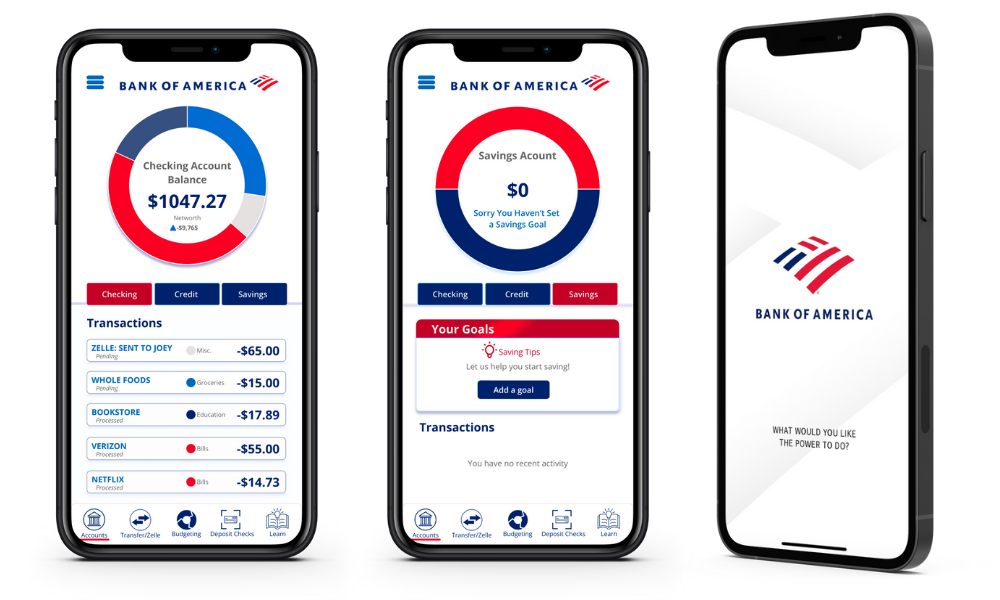 BANK OF AMERICA
Checking Account
Balance
$1047.27
Networth
-$9,765
Checking
Credit
Savings
Transactions
ZELLE: SENT TO JOEY
Pending
Misc.
-$65.00
WHOLE FOODS
Pending
Groceries
-$15.00
BOOKSTORE
Processed
Education
-$17.89
VERIZON
Processed
Bills
-$55.00
NETFLIX
Processed
Bills
-$14.73
Accounts
Transfer/Zelle
Budgeting
Deposit Checks
Learn
BANK OF AMERICA
Savings Acount
$0
Sorry You Haven't Set
a Savings Goal
Checking
Credit
Savings
Your Goals
Saving Tips
Let us help you start saving!
Add a goal
Transactions
You have no recent activity
Accounts
Transfer/Zelle
Budgeting
Deposit Checks
Learn
BANK OF AMERICA
WHAT WOULD YOU LIKE
THE POWER TO DO?